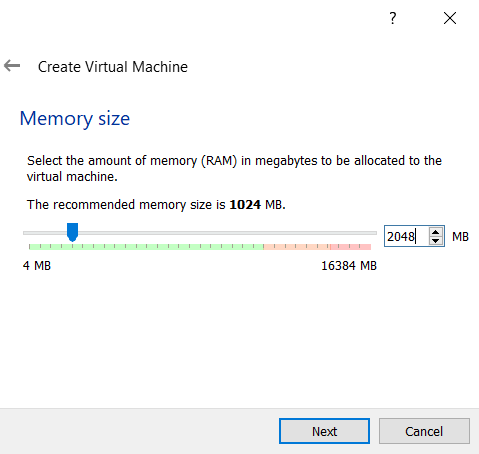 ?
Create Virtual Machine
Memory size
Select the amount of memory (RAM) in megabytes to be allocated to the
virtual machine.
The recommended memory size is 1024 MB.
2048 MB
4 MB 16384 MB
Next Cancel